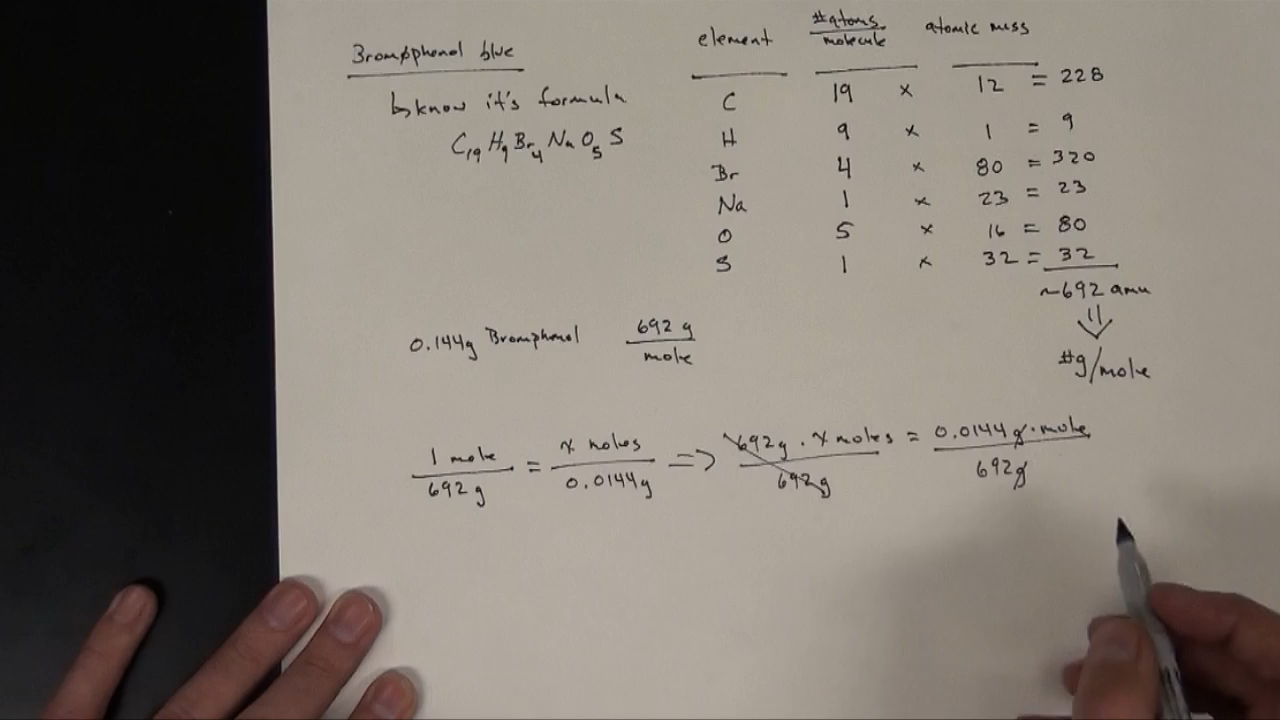 Bromophenol blue
↳ know it's formula
C19 H9 Br4 Na O5 S
element #atoms/molecule atomic mass
C 19 x 12 = 228
H 9 x 1 = 9
Br 4 x 80 = 320
Na 1 x 23 = 23
O 5 x 16 = 80
S 1 x 32 = 32
~692 amu
⇓
#g/mole
0.144g Bromphenol 692 g/mole
1 mole/692 g = x moles/0.0144g => 692g · x moles/692g = 0.0144 g·mole/692g